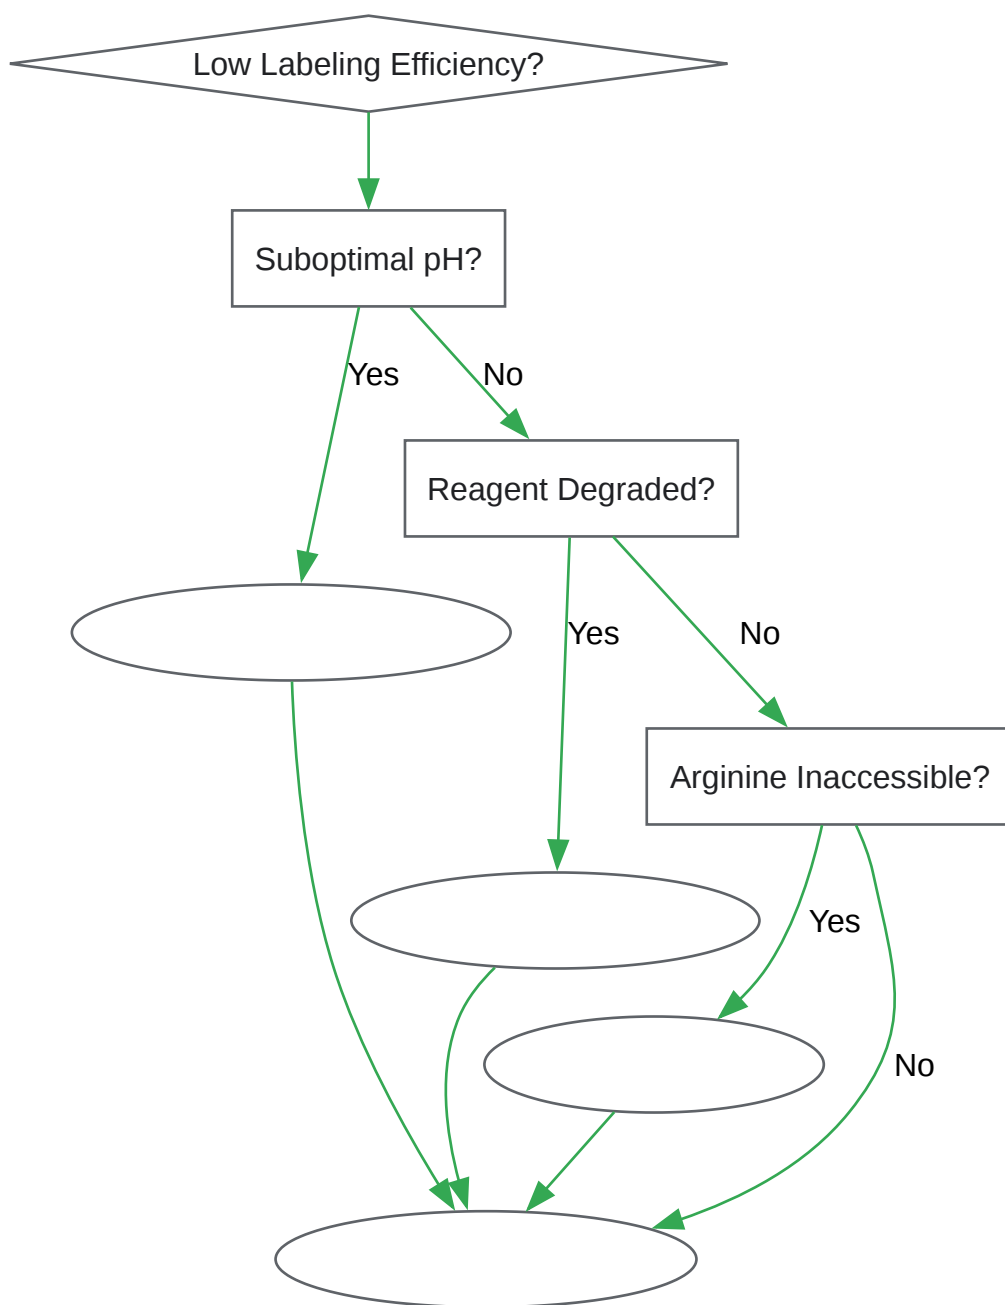 Low Labeling Efficiency?
Suboptimal pH?
Yes
No
Reagent Degraded?
Yes
No
Arginine Inaccessible?
Yes
No